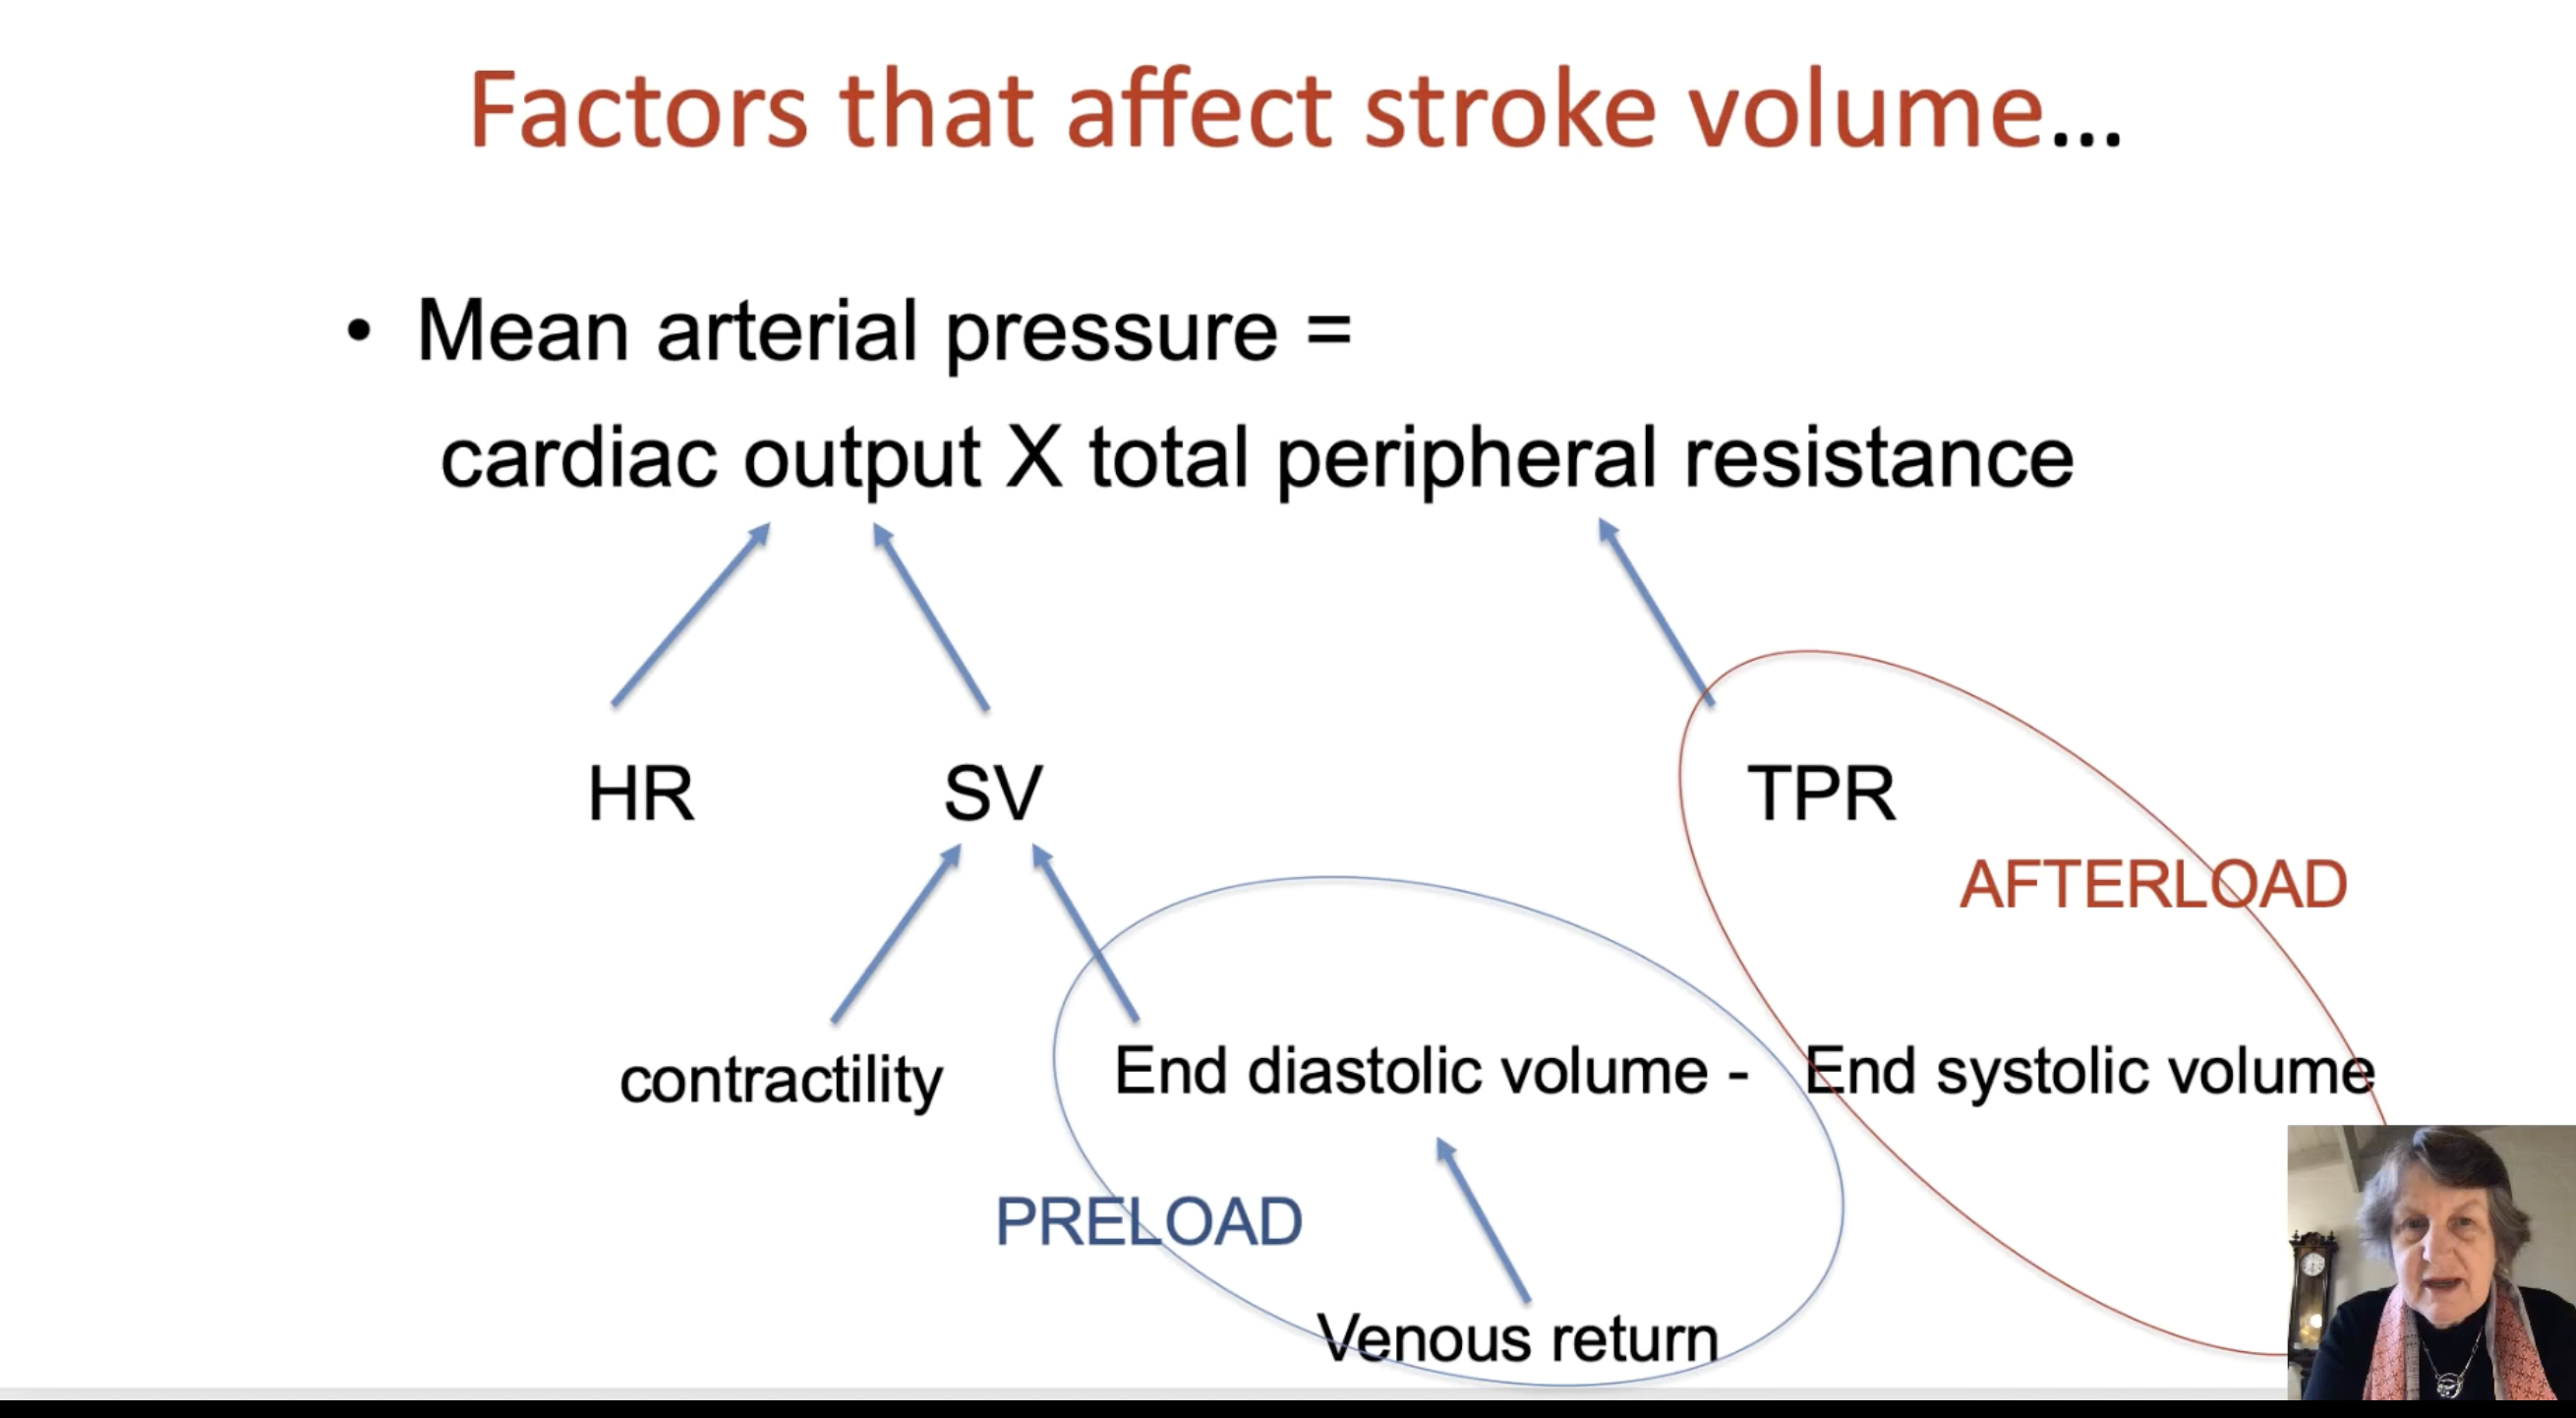 Factors that affect stroke volume...
• Mean arterial pressure =
cardiac output X total peripheral resistance
HR SV TPR
AFTERLOAD
contractility End diastolic volume - End systolic volume
PRELOAD
Venous return